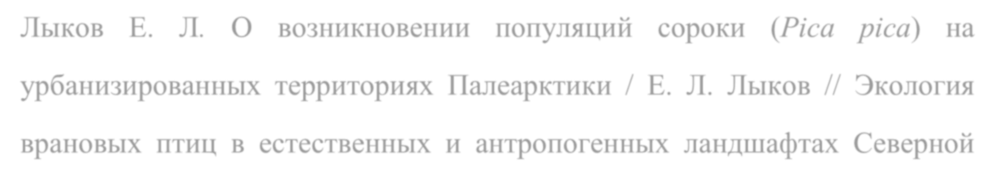 Лыков Е. Л. О возникновении популяций сороки (Pica pica) на
урбанизированных территориях Палеарктики / Е. Л. Лыков // Экология
врановых птиц в естественных и антропогенных ландшафтах Северной